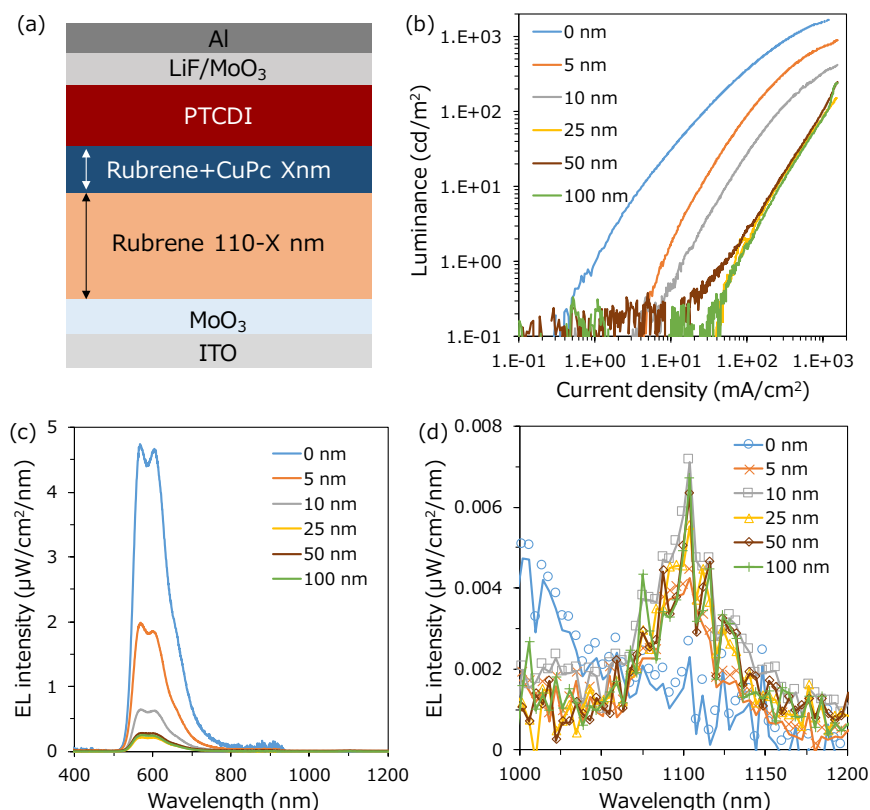 (a)
Al
LiF/MoO3
PTCDI
Rubrene+CuPc Xnm
Rubrene 110-X nm
MoO3
ITO
(b)
Luminance (cd/m2)
1.E+03
1.E+02
1.E+01
1.E+00
1.E-01
0 nm
5 nm
10 nm
25 nm
50 nm
100 nm
1.E-01 1.E+00 1.E+01 1.E+02 1.E+03
Current density (mA/cm2)
(c)
EL intensity (μW/cm2/nm)
5
4
3
2
1
0
0 nm
5 nm
10 nm
25 nm
50 nm
100 nm
400 600 800 1000 1200
Wavelength (nm)
(d)
EL intensity (μW/cm2/nm)
0.008
0.006
0.004
0.002
0
0 nm
5 nm
10 nm
25 nm
50 nm
100 nm
1000 1050 1100 1150 1200
Wavelength (nm)